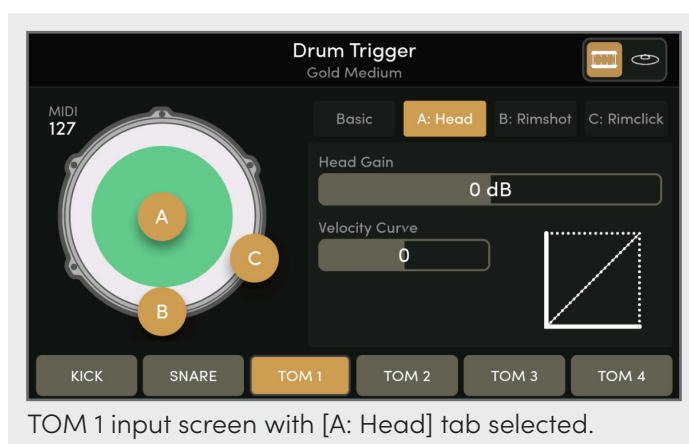 Drum Trigger
Gold Medium
MIDI
127
Basic
A: Head
B: Rimshot
C: Rimclick
Head Gain
0 dB
Velocity Curve
0
A
C
B
KICK
SNARE
TOM 1
TOM 2
TOM 3
TOM 4
TOM 1 input screen with [A: Head] tab selected.